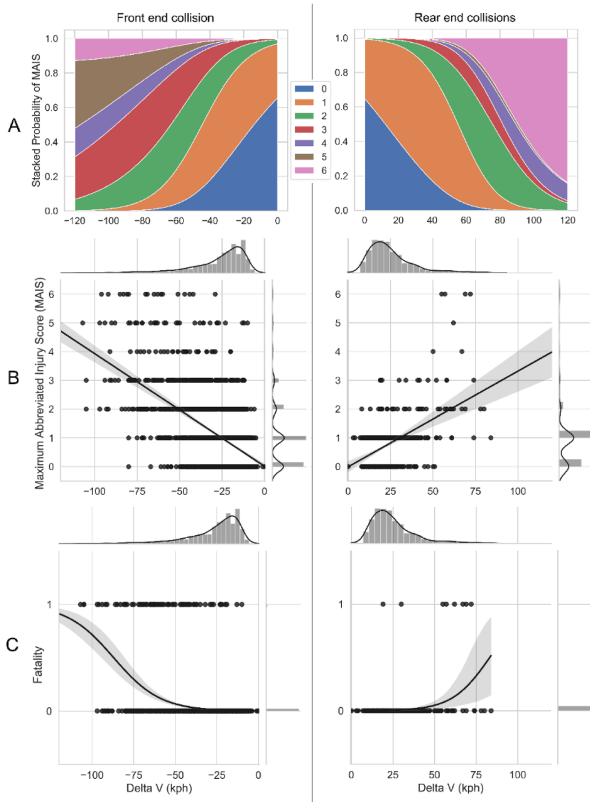 Front end collision
Rear end collisions
A
Stacked Probability of MAIS
1.0
0.8
0.6
0.4
0.2
0.0
−120 −100 −80 −60 −40 −20 0
0
1
2
3
4
5
6
1.0
0.8
0.6
0.4
0.2
0.0
0 20 40 60 80 100 120
B
Maximum Abbreviated Injury Score (MAIS)
6
5
4
3
2
1
0
−100 −75 −50 −25 0
6
5
4
3
2
1
0
0 25 50 75 100
C
Fatality
1
0
−100 −75 −50 −25 0
Delta V (kph)
1
0
0 25 50 75 100
Delta V (kph)